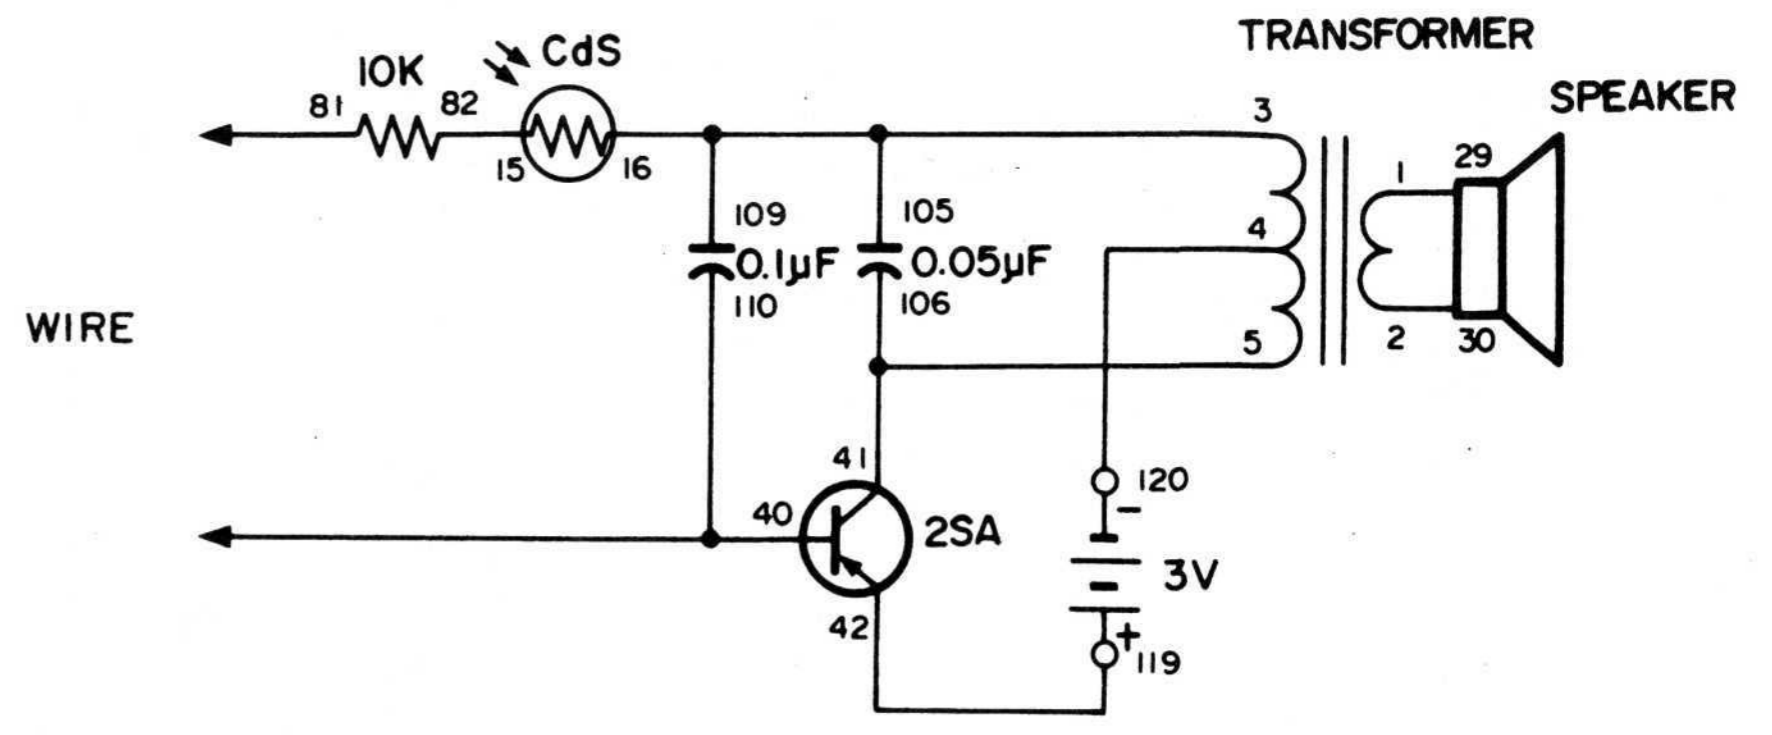 TRANSFORMER
SPEAKER
CdS
10K
81
82
15
16
3
1
29
109
0.1µF
110
105
0.05µF
106
4
5
2
30
WIRE
41
40
2SA
42
120
-
3V
+
119